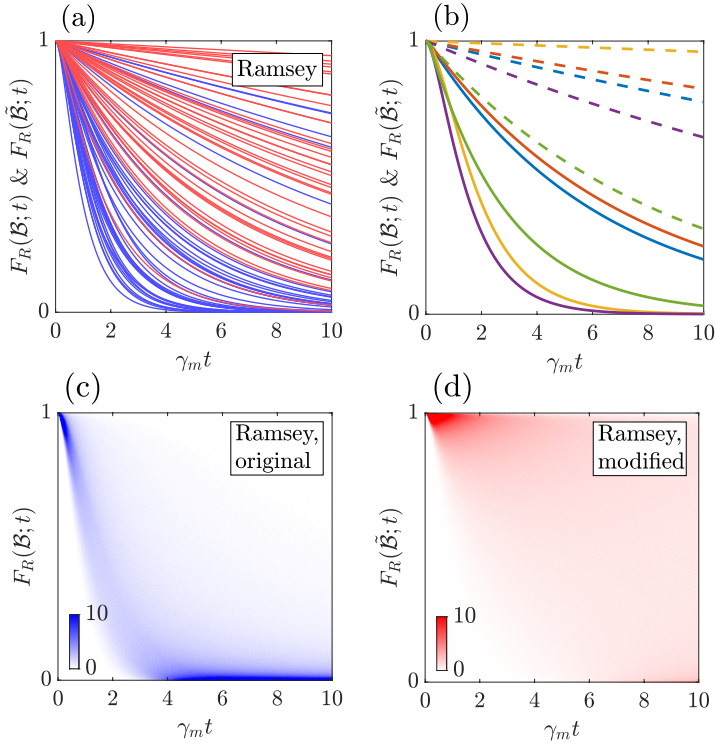 (a)
1
Ramsey
F_R(ℬ; t) & F_R(ℬ̃; t)
0
0 2 4 6 8 10
γ_m t
(b)
1
F_R(ℬ; t) & F_R(ℬ̃; t)
0
0 2 4 6 8 10
γ_m t
(c)
1
Ramsey,
original
F_R(ℬ; t)
10
0
0
0 2 4 6 8 10
γ_m t
(d)
1
Ramsey,
modified
F_R(ℬ̃; t)
10
0
0
0 2 4 6 8 10
γ_m t